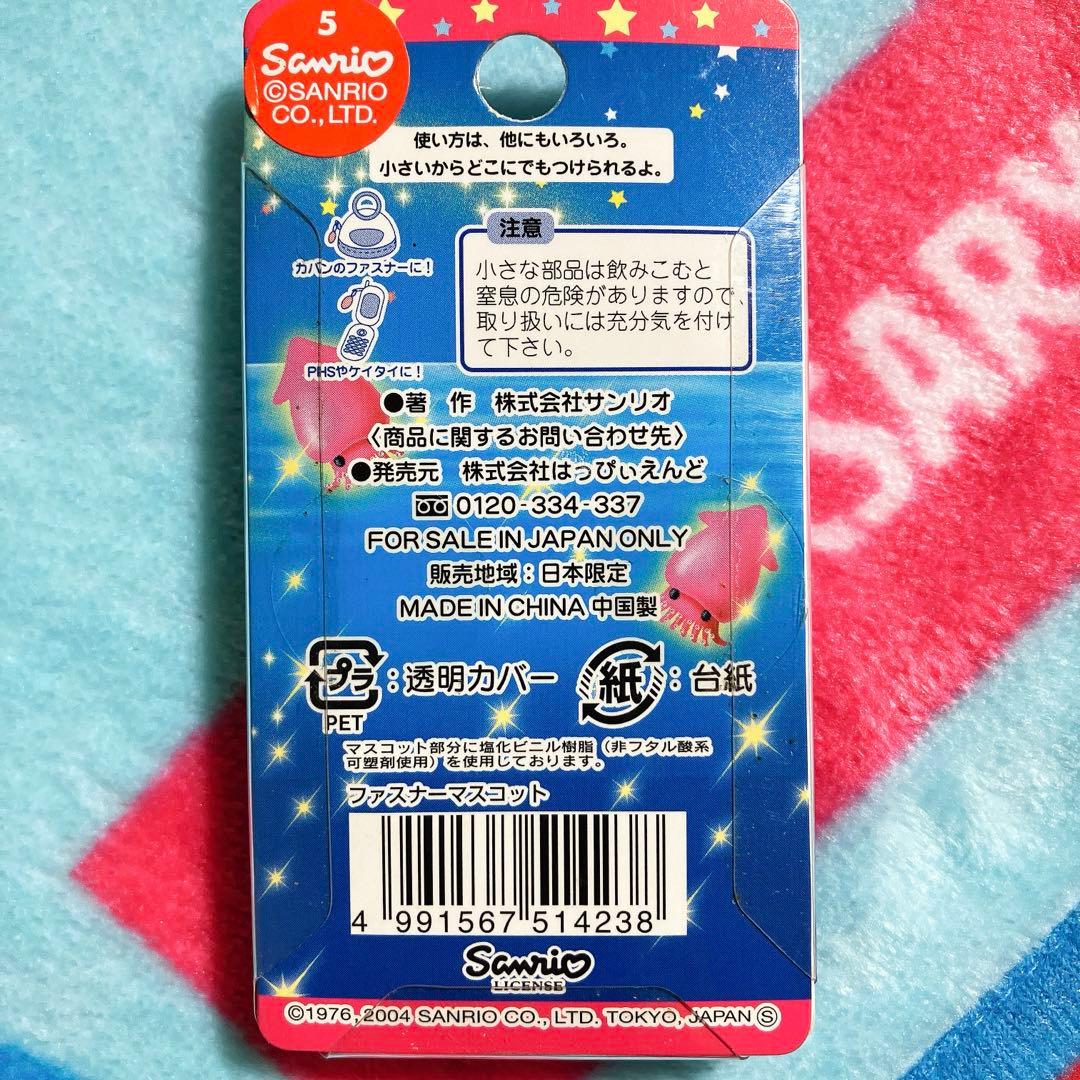 5
Sanrio
©SANRIO
CO., LTD.
使い方は、他にもいろいろ。
小さいからどこにでもつけられるよ。
カバンのファスナーに!
PHSやケイタイに!
注意
小さな部品は飲みこむと
窒息の危険がありますので、
取り扱いには充分気を付け
て下さい。
●著 作 株式会社サンリオ
〈商品に関するお問い合わせ先〉
●発売元 株式会社はっぴぃえんど
0120-334-337
FOR SALE IN JAPAN ONLY
販売地域:日本限定
MADE IN CHINA 中国製
プラ:透明カバー 紙:台紙
PET
マスコット部分に塩化ビニル樹脂(非フタル酸系
可塑剤使用)を使用しております。
ファスナーマスコット
4 991567 514238
Sanrio
LICENSE
©1976, 2004 SANRIO CO., LTD. TOKYO, JAPAN Ⓢ